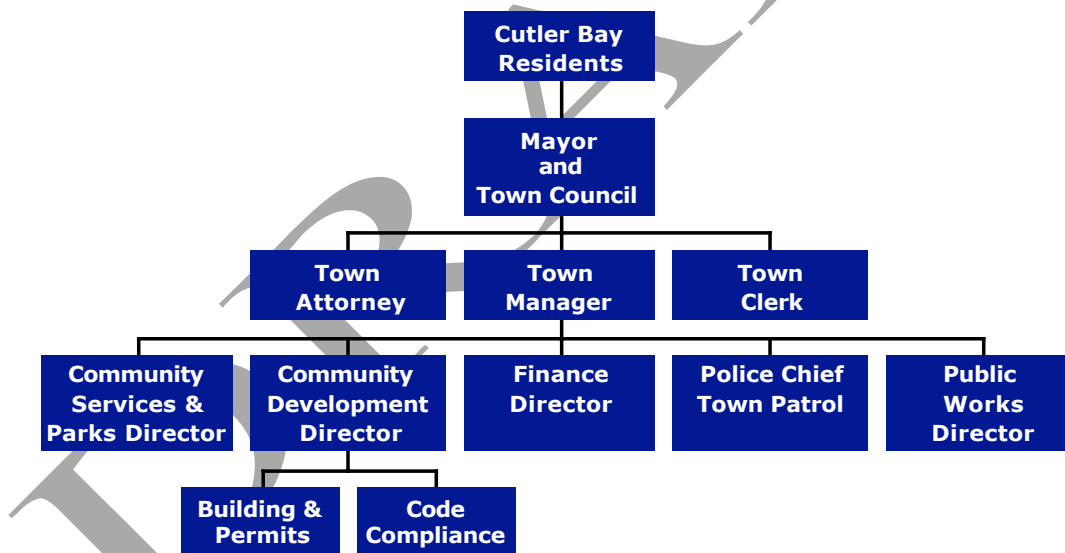 Cutler Bay
Residents
Mayor
and
Town Council
Town
Attorney
Town
Manager
Town
Clerk
Community
Services &
Parks Director
Community
Development
Director
Finance
Director
Police Chief
Town Patrol
Public
Works
Director
Building &
Permits
Code
Compliance